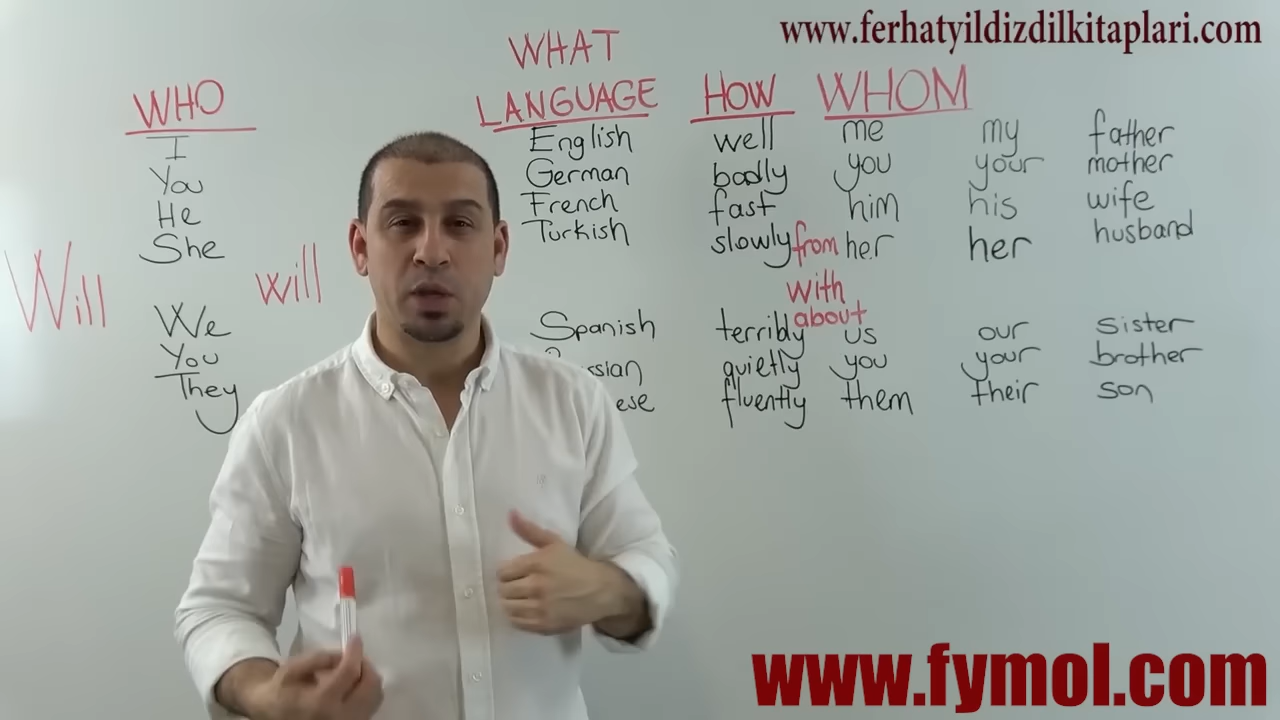 www.ferhatyildizdilkitaplari.com
WHAT
WHO LANGUAGE HOW WHOM
I English well me my father
You German badly you your mother
He French fast him his wife
She Turkish slowly from her her husband
Will will with
about
We Spanish terribly us our sister
You quietly you your brother
They fluently them their son
www.fymol.com